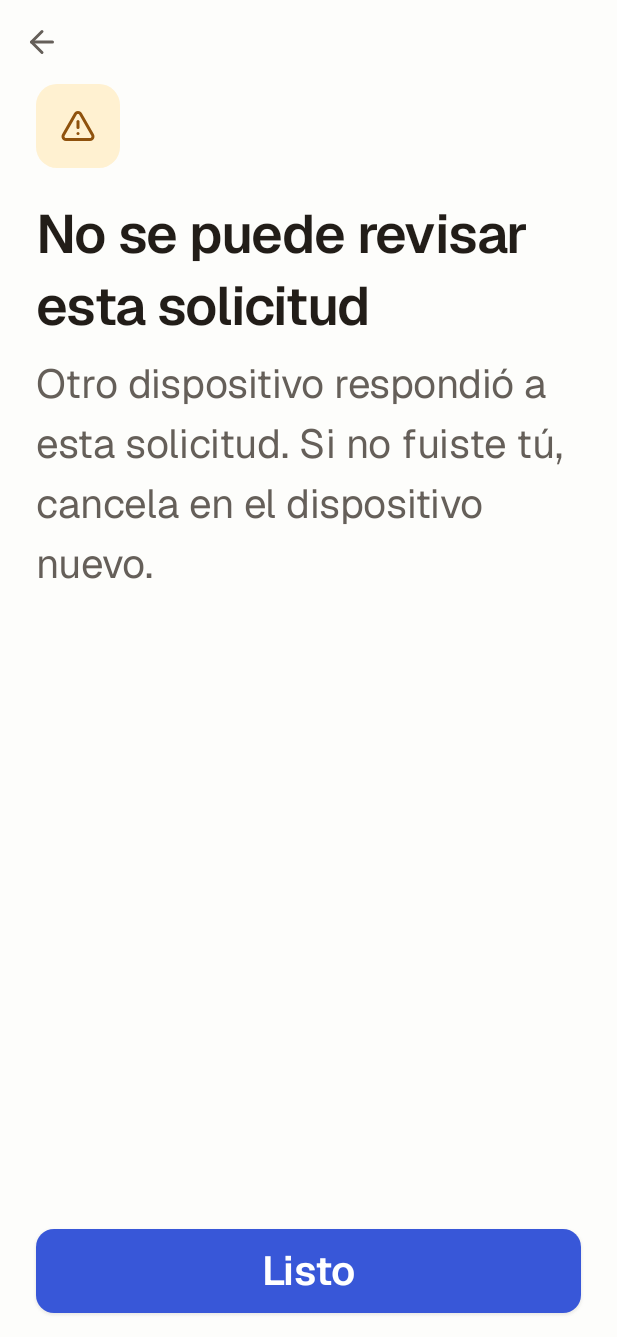 No se puede revisar
esta solicitud
Otro dispositivo respondió a
esta solicitud. Si no fuiste tú,
cancela en el dispositivo
nuevo.
Listo